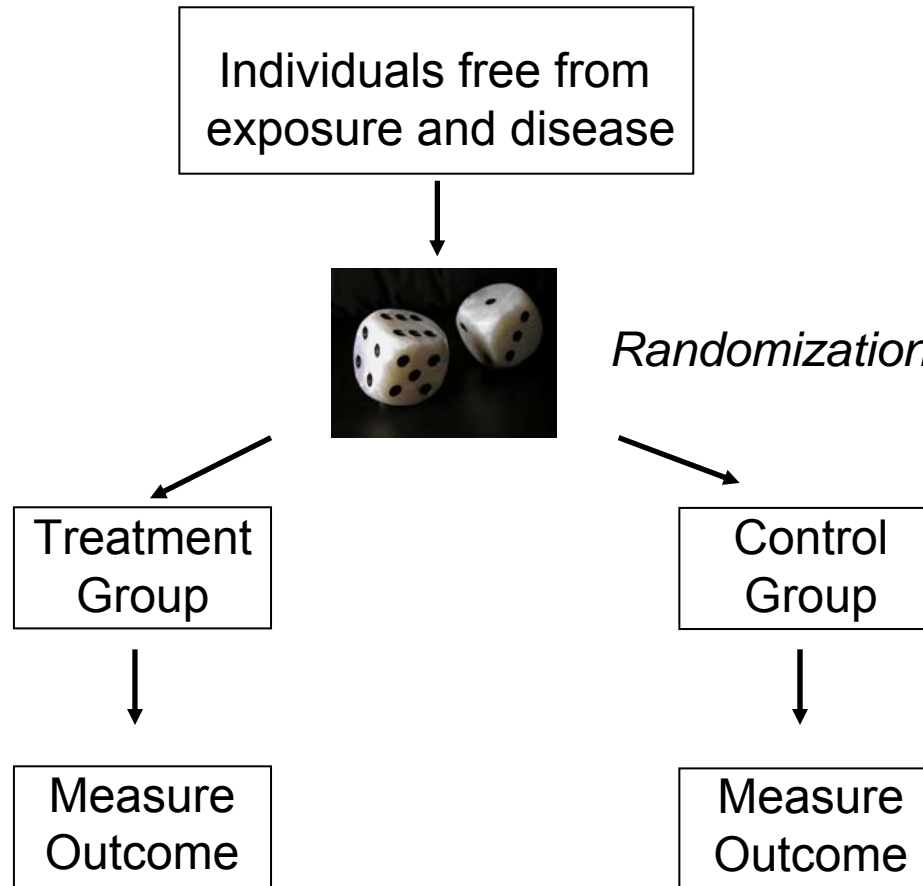 Individuals free from
exposure and disease
Randomization
Treatment
Group
Control
Group
Measure
Outcome
Measure
Outcome